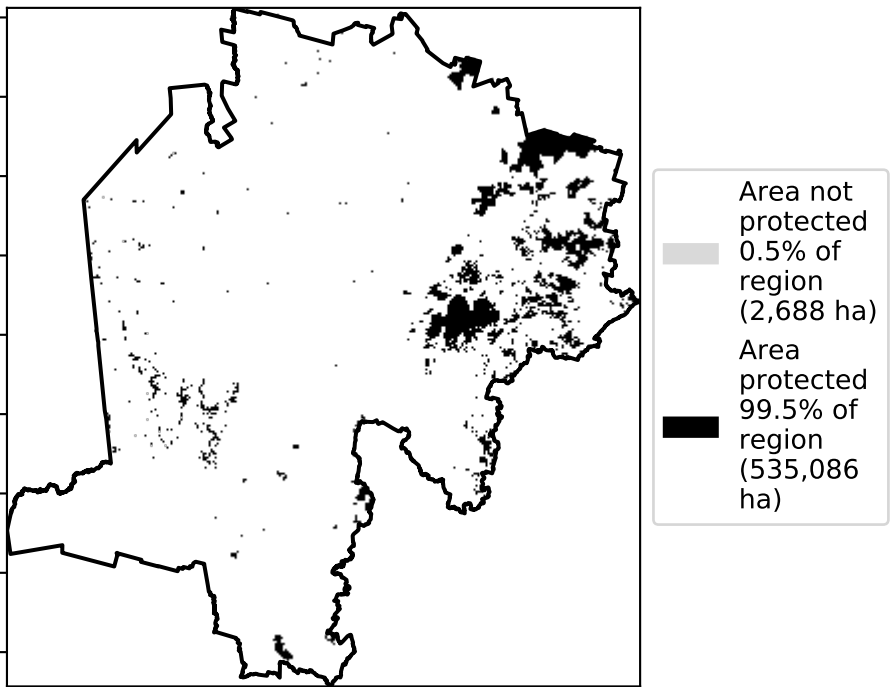 Area not
protected
0.5% of
region
(2,688 ha)
Area
protected
99.5% of
region
(535,086
ha)